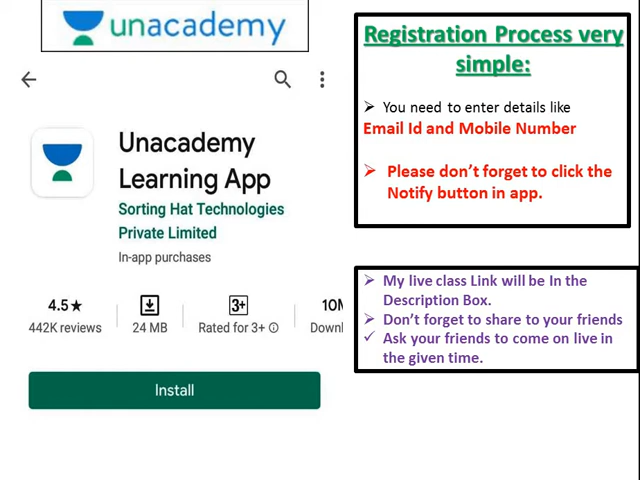 unacademy
Unacademy
Learning App
Sorting Hat Technologies
Private Limited
In-app purchases
4.5★
442K reviews
24 MB
3+
Rated for 3+ ⓘ
10M
Downl
Install
Registration Process very
simple:
➢ You need to enter details like
Email Id and Mobile Number
➢ Please don't forget to click the
Notify button in app.
➢ My live class Link will be In the
Description Box.
➢ Don't forget to share to your friends
✓ Ask your friends to come on live in
the given time.